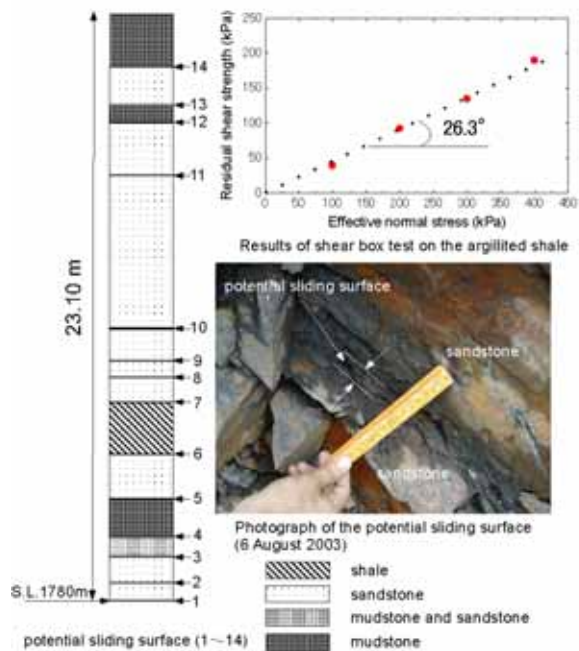 23.10 m
14
13
12
11
10
9
8
7
6
5
4
3
2
1
S.L.1780m
potential sliding surface (1~14)
Residual shear strength (kPa)
250
200
150
100
50
0
26.3°
0 50 100 150 200 250 300 350 400 450
Effective normal stress (kPa)
Results of shear box test on the argillited shale
potential sliding surface
sandstone
sandstone
Photograph of the potential sliding surface
(6 August 2003)
shale
sandstone
mudstone and sandstone
mudstone